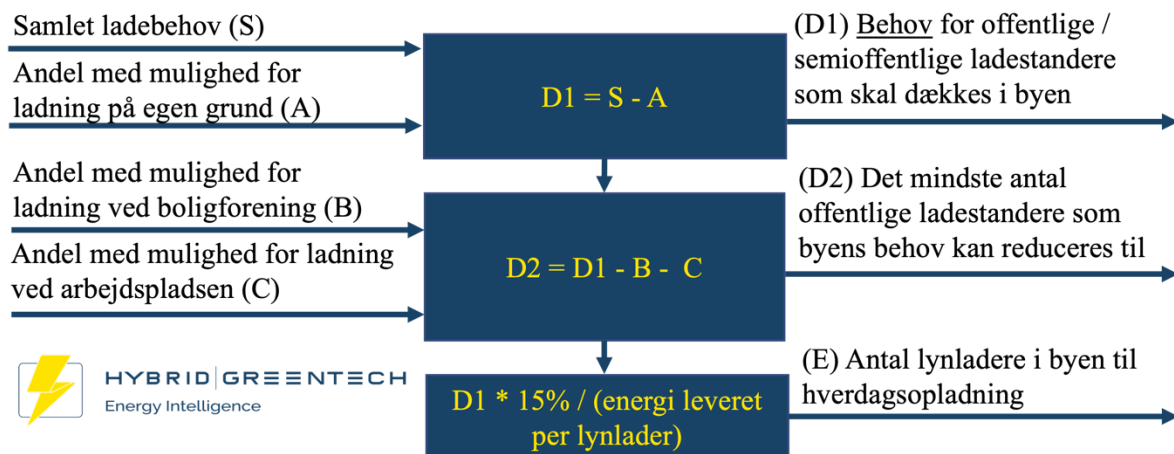 Samlet ladebehov (S)
Andel med mulighed for
ladning på egen grund (A)
D1 = S - A
(D1) Behov for offentlige /
semioffentlige ladestandere
som skal dækkes i byen
Andel med mulighed for
ladning ved boligforening (B)
Andel med mulighed for ladning
ved arbejdspladsen (C)
D2 = D1 - B - C
(D2) Det mindste antal
offentlige ladestandere som
byens behov kan reduceres til
HYBRID|GREENTECH
Energy Intelligence
D1 * 15% / (energi leveret
per lynlader)
(E) Antal lynladere i byen til
hverdagsopladning